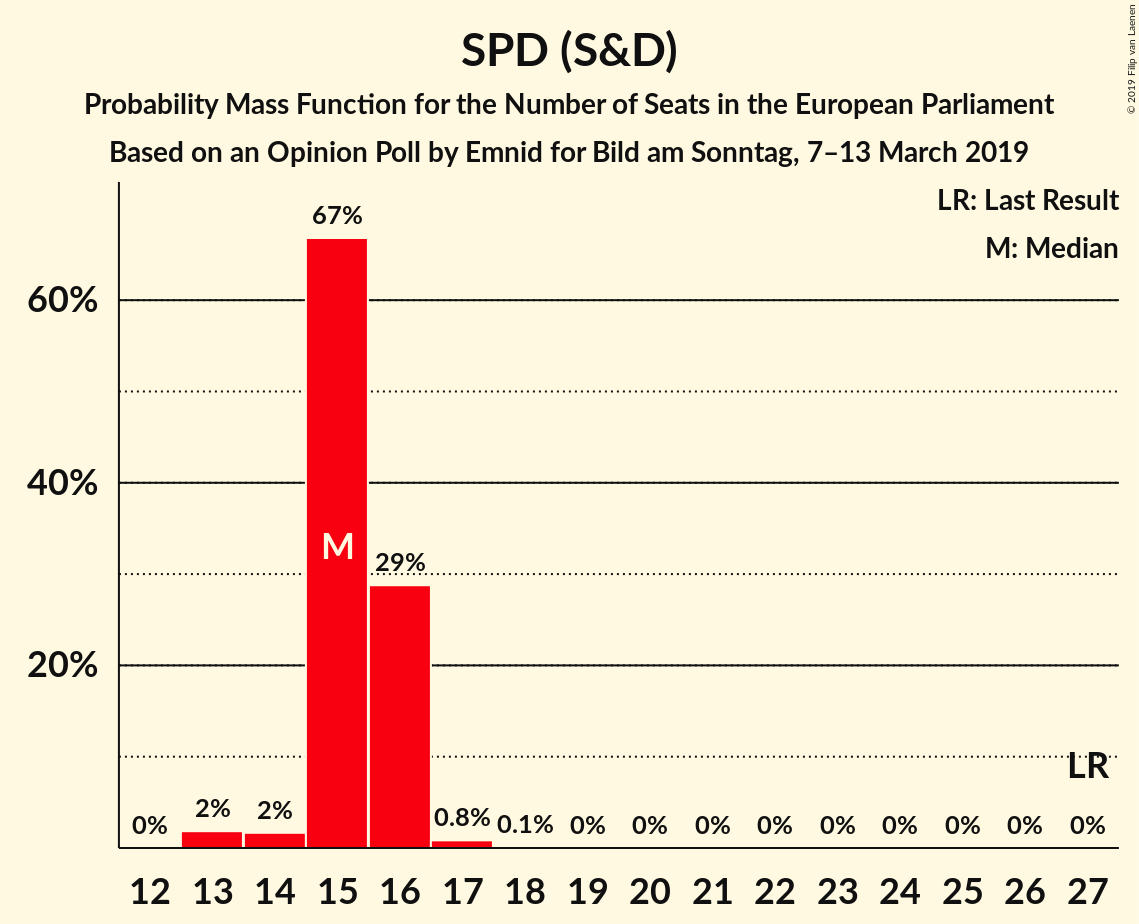 SPD (S&D)
Probability Mass Function for the Number of Seats in the European Parliament
Based on an Opinion Poll by Emnid for Bild am Sonntag, 7–13 March 2019
© 2019 Filip van Laenen
LR: Last Result
M: Median
67%
60%
40%
M
29%
20%
LR
0% 2% 2% 0.8% 0.1% 0% 0% 0% 0% 0% 0% 0% 0% 0%
12 13 14 15 16 17 18 19 20 21 22 23 24 25 26 27